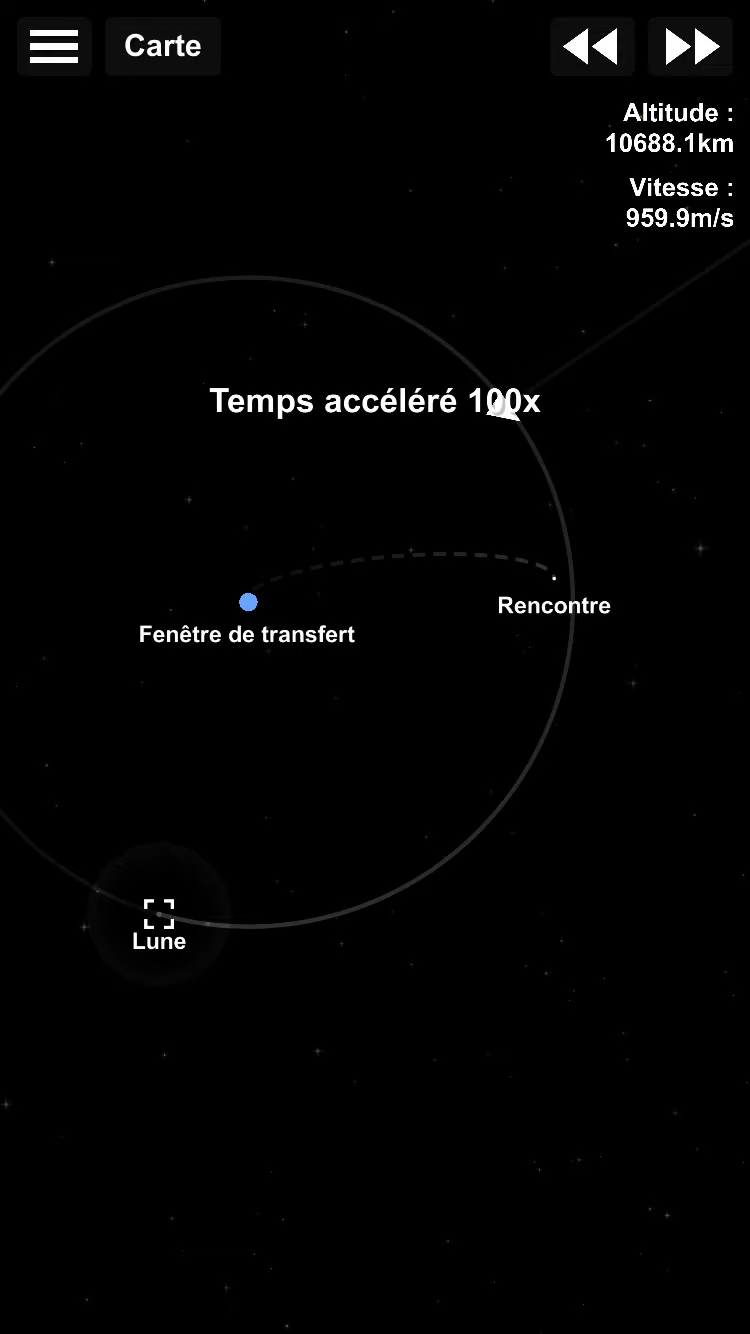 Carte
Altitude :
10688.1km
Vitesse :
959.9m/s
Temps accéléré 100x
Rencontre
Fenêtre de transfert
Lune